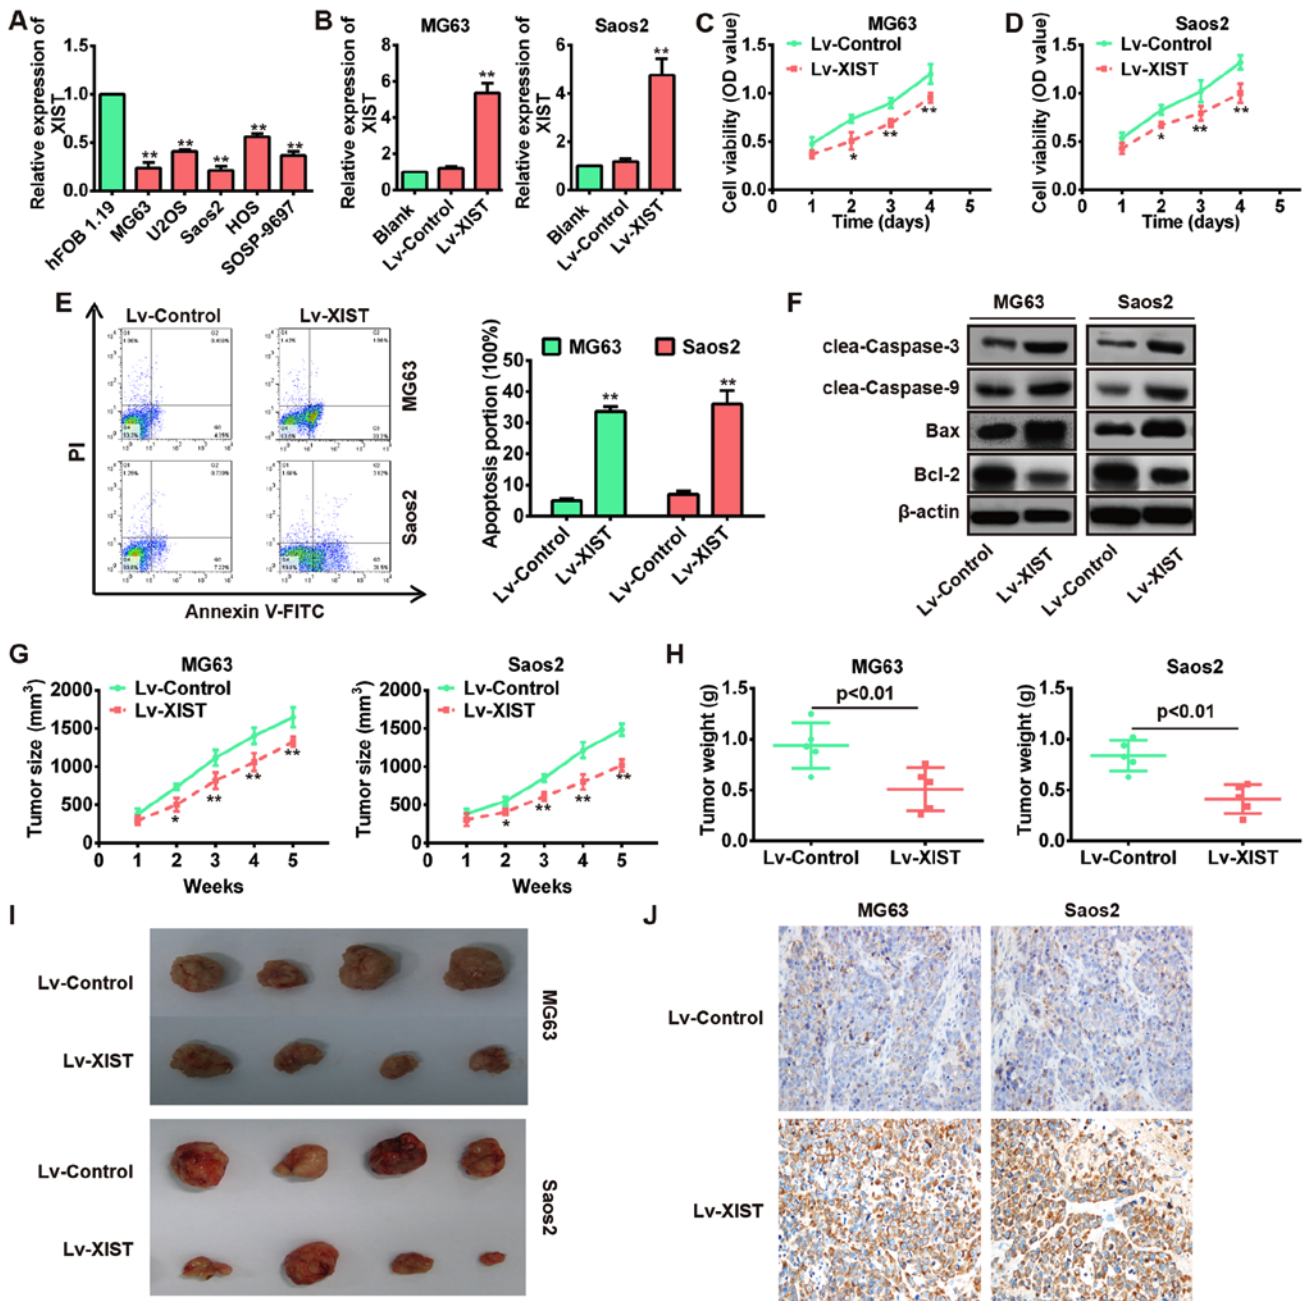 A
Relative expression of
XIST
1.5
1.0
0.5
0.0
hFOB 1.19
MG63
U2OS
Saos2
HOS
SOSP-9697
**
**
**
**
**
B
MG63
Relative expression of
XIST
8
6
4
2
0
**
Blank
Lv-Control
Lv-XIST
Saos2
Relative expression of
XIST
6
4
2
0
**
Blank
Lv-Control
Lv-XIST
C
MG63
Lv-Control
Lv-XIST
Cell viability (OD value)
1.5
1.0
0.5
0.0
*
**
**
1 2 3 4 5
Time (days)
D
Saos2
Lv-Control
Lv-XIST
Cell viability (OD value)
1.5
1.0
0.5
0.0
*
**
**
1 2 3 4 5
Time (days)
E
Lv-Control
Lv-XIST
MG63
Saos2
PI
Annexin V-FITC
MG63
Saos2
Apoptosis portion (100%)
50
40
30
20
10
0
**
**
Lv-Control
Lv-XIST
Lv-Control
Lv-XIST
F
MG63
Saos2
clea-Caspase-3
clea-Caspase-9
Bax
Bcl-2
β-actin
Lv-Control
Lv-XIST
Lv-Control
Lv-XIST
G
MG63
Lv-Control
Lv-XIST
Tumor size (mm³)
2000
1500
1000
500
0
*
**
**
**
0 1 2 3 4 5
Weeks
Saos2
Lv-Control
Lv-XIST
Tumor size (mm³)
2000
1500
1000
500
0
*
**
**
**
0 1 2 3 4 5
Weeks
H
MG63
Tumor weight (g)
1.5
1.0
0.5
0.0
p<0.01
Lv-Control
Lv-XIST
Saos2
Tumor weight (g)
1.5
1.0
0.5
0.0
p<0.01
Lv-Control
Lv-XIST
I
Lv-Control
Lv-XIST
MG63
Lv-Control
Lv-XIST
Saos2
J
MG63
Saos2
Lv-Control
Lv-XIST